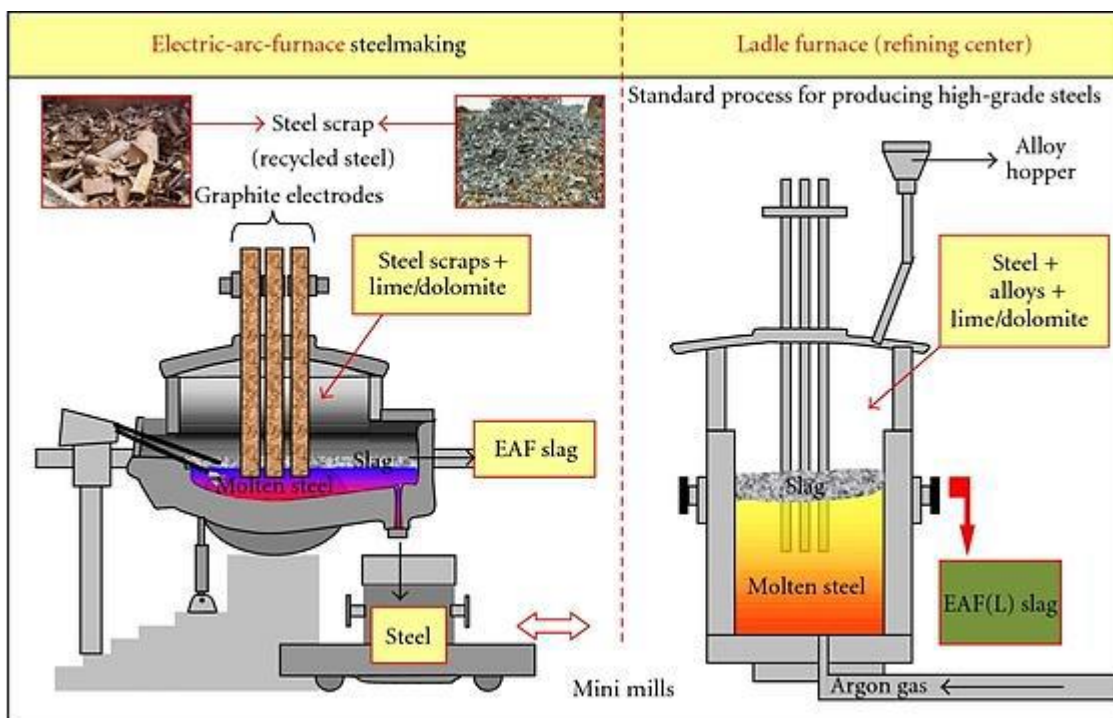 Electric-arc-furnace steelmaking
Ladle furnace (refining center)
Steel scrap
(recycled steel)
Graphite electrodes
Steel scraps +
lime/dolomite
EAF slag
Slag
Molten steel
Steel
Mini mills
Standard process for producing high-grade steels
Alloy
hopper
Steel +
alloys +
lime/dolomite
Slag
Molten steel
EAF(L) slag
Argon gas